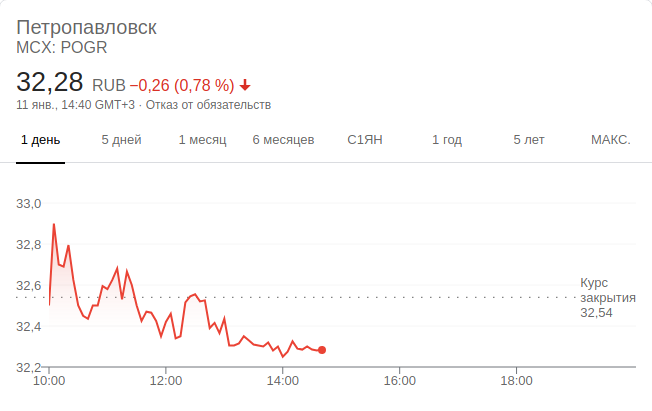 Петропавловск
MCX: POGR
32,28 RUB −0,26 (0,78 %)
11 янв., 14:40 GMT+3 · Отказ от обязательств
1 день 5 дней 1 месяц 6 месяцев С1ЯН 1 год 5 лет МАКС.
33,0
32,8
32,6
32,4
32,2
Курс
закрытия
32,54
10:00 12:00 14:00 16:00 18:00